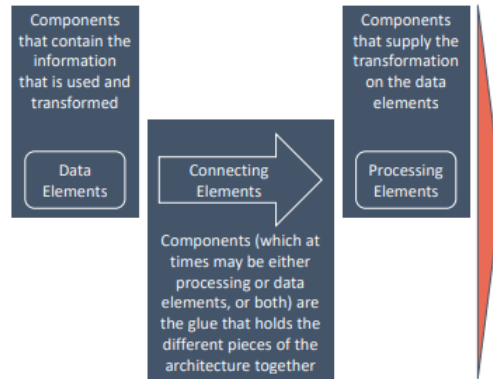 Components
that contain the
information
that is used and
transformed
Data
Elements
Connecting
Elements
Components (which at
times may be either
processing or data
elements, or both) are
the glue that holds the
different pieces of the
architecture together
Components
that supply the
transformation
on the data
elements
Processing
Elements